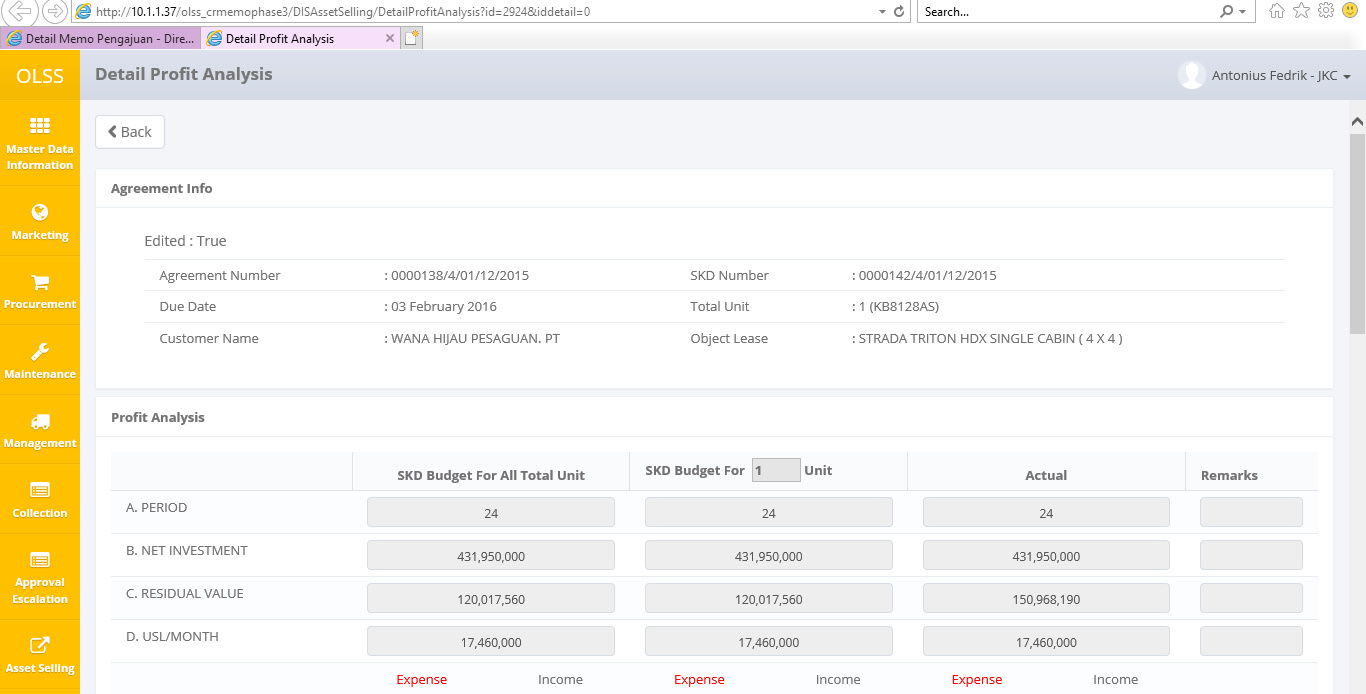 http://10.1.1.37/olss_crmemophase3/DISAssetSelling/DetailProfitAnalysis?id=2924&iddetail=0
Search...
Detail Memo Pengajuan - Dire...
Detail Profit Analysis
OLSS
Detail Profit Analysis
Antonius Fedrik - JKC
Master Data
Information
Marketing
Procurement
Maintenance
Management
Collection
Approval
Escalation
Asset Selling
Back
Agreement Info
Edited : True
Agreement Number : 0000138/4/01/12/2015 SKD Number : 0000142/4/01/12/2015
Due Date : 03 February 2016 Total Unit : 1 (KB8128AS)
Customer Name : WANA HIJAU PESAGUAN. PT Object Lease : STRADA TRITON HDX SINGLE CABIN ( 4 X 4 )
Profit Analysis
SKD Budget For All Total Unit SKD Budget For 1 Unit Actual Remarks
A. PERIOD 24 24 24
B. NET INVESTMENT 431,950,000 431,950,000 431,950,000
C. RESIDUAL VALUE 120,017,560 120,017,560 150,968,190
D. USL/MONTH 17,460,000 17,460,000 17,460,000
Expense Income Expense Income Expense Income